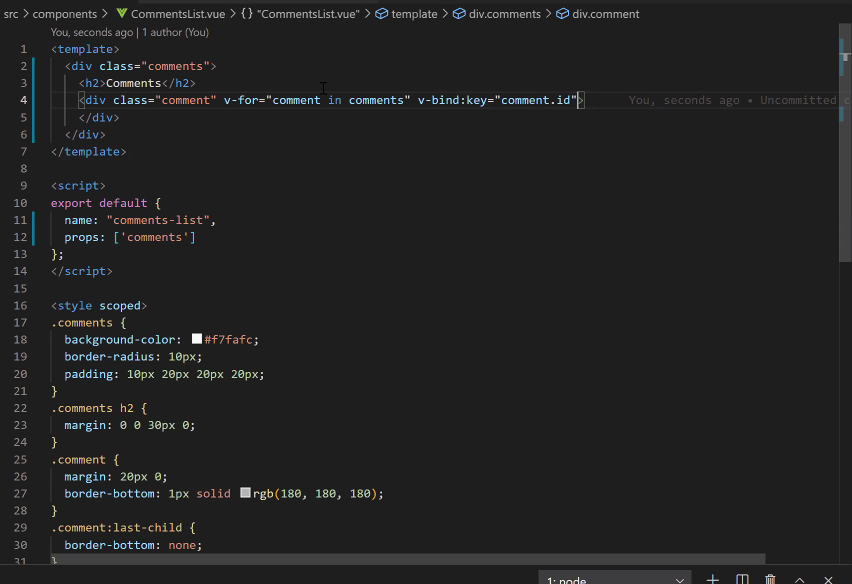 src > components > CommentsList.vue > {} "CommentsList.vue" > template > div.comments > div.comment
You, seconds ago | 1 author (You)
1 <template>
2 <div class="comments">
3 <h2>Comments</h2>
4 <div class="comment" v-for="comment in comments" v-bind:key="comment.id"> You, seconds ago • Uncommitted c
5 </div>
6 </div>
7 </template>
8
9 <script>
10 export default {
11 name: "comments-list",
12 props: ['comments']
13 };
14 </script>
15
16 <style scoped>
17 .comments {
18 background-color: #f7fafc;
19 border-radius: 10px;
20 padding: 10px 20px 20px 20px;
21 }
22 .comments h2 {
23 margin: 0 0 30px 0;
24 }
25 .comment {
26 margin: 20px 0;
27 border-bottom: 1px solid rgb(180, 180, 180);
28 }
29 .comment:last-child {
30 border-bottom: none;
31 }
1: node